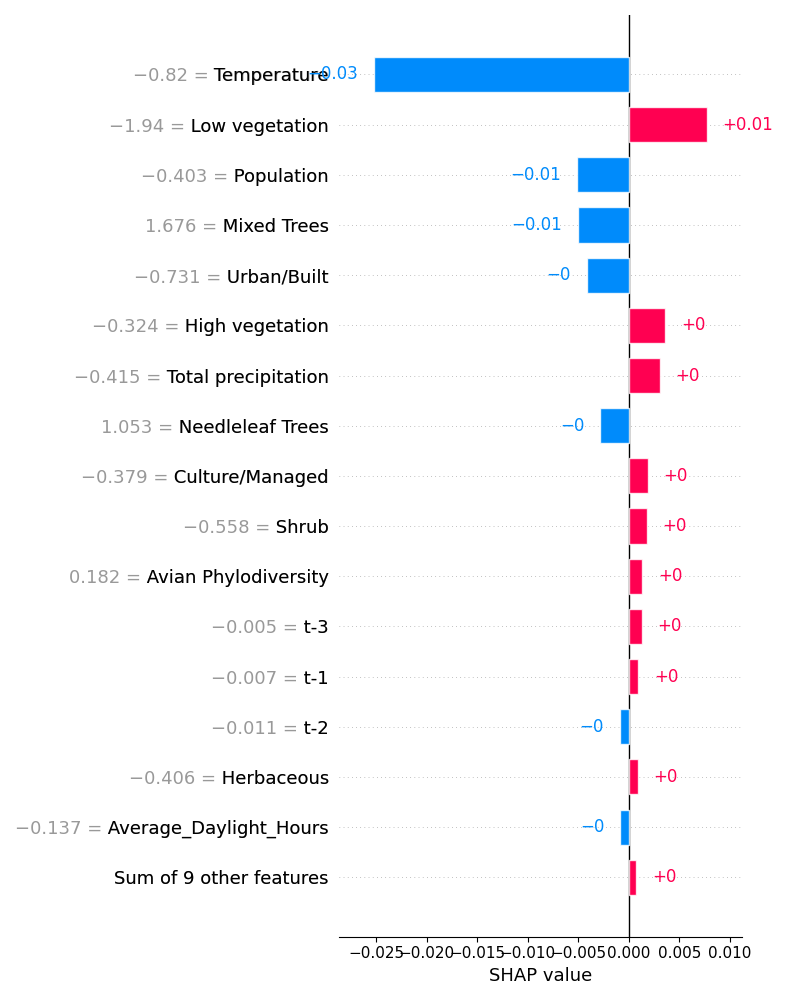 −0.82 = Temperature −0.03
−1.94 = Low vegetation +0.01
−0.403 = Population −0.01
1.676 = Mixed Trees −0.01
−0.731 = Urban/Built −0
−0.324 = High vegetation +0
−0.415 = Total precipitation +0
1.053 = Needleleaf Trees −0
−0.379 = Culture/Managed +0
−0.558 = Shrub +0
0.182 = Avian Phylodiversity +0
−0.005 = t-3 +0
−0.007 = t-1 +0
−0.011 = t-2 −0
−0.406 = Herbaceous +0
−0.137 = Average_Daylight_Hours −0
Sum of 9 other features +0
−0.025 −0.020 −0.015 −0.010 −0.005 0.000 0.005 0.010
SHAP value